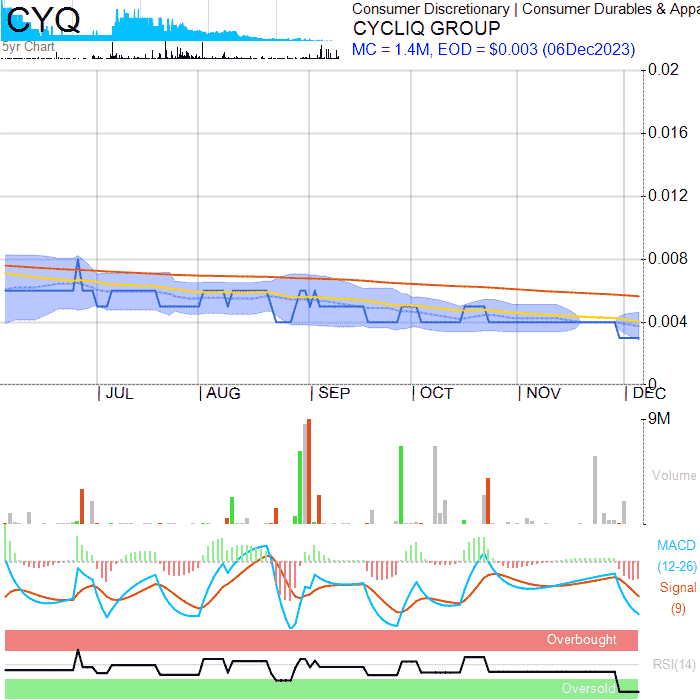 CYQ
5yr Chart
Consumer Discretionary | Consumer Durables & Appa
CYCLIQ GROUP
MC = 1.4M, EOD = $0.003 (06Dec2023)
0.02
0.016
0.012
0.008
0.004
0
JUL AUG SEP OCT NOV DEC
9M
Volume
MACD
(12-26)
Signal
(9)
Overbought
RSI(14)
Oversold